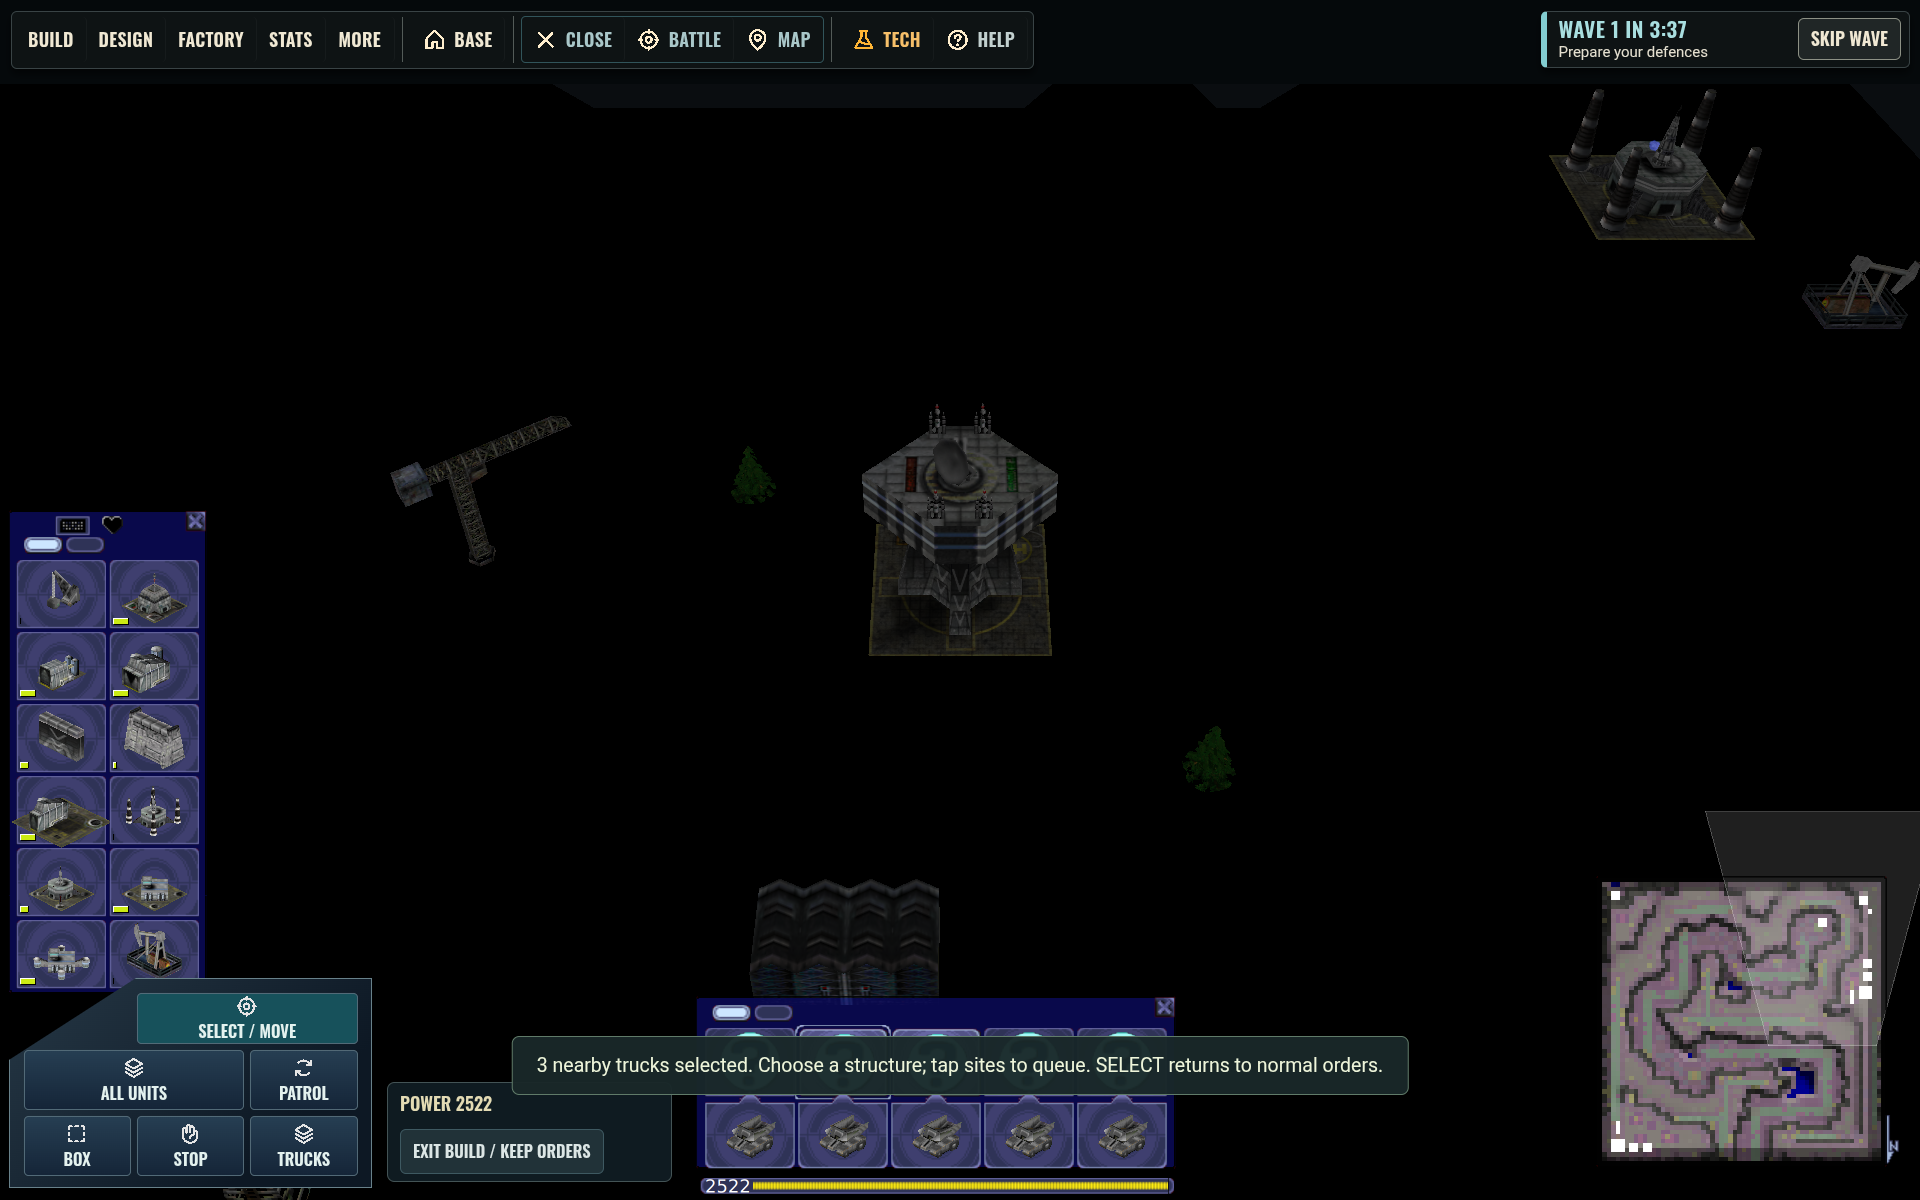 BUILD DESIGN FACTORY STATS MORE BASE CLOSE BATTLE MAP TECH HELP
WAVE 1 IN 3:37
Prepare your defences
SKIP WAVE
SELECT / MOVE
ALL UNITS PATROL
BOX STOP TRUCKS
3 nearby trucks selected. Choose a structure; tap sites to queue. SELECT returns to normal orders.
POWER 2522
EXIT BUILD / KEEP ORDERS
2522
N